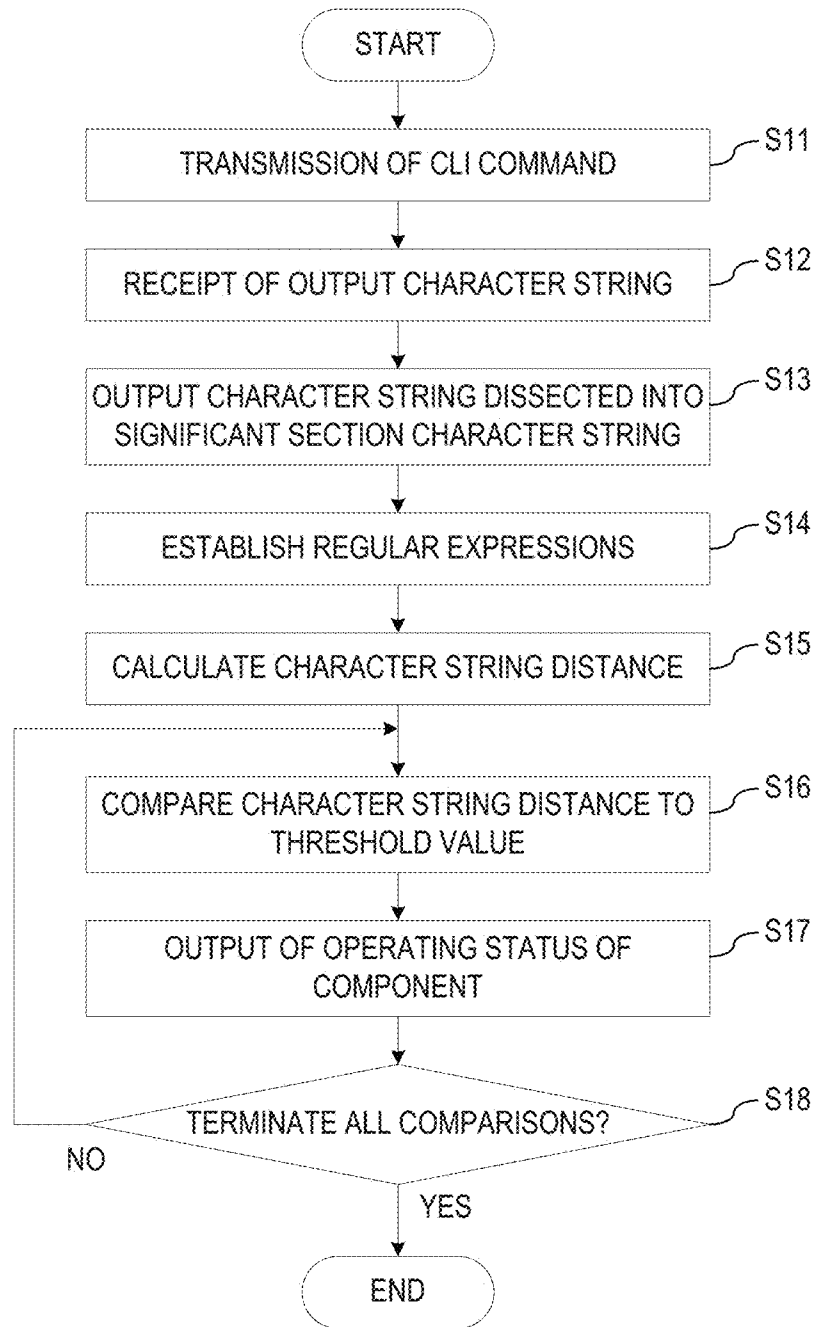 START
TRANSMISSION OF CLI COMMAND
S11
RECEIPT OF OUTPUT CHARACTER STRING
S12
OUTPUT CHARACTER STRING DISSECTED INTO
SIGNIFICANT SECTION CHARACTER STRING
S13
ESTABLISH REGULAR EXPRESSIONS
S14
CALCULATE CHARACTER STRING DISTANCE
S15
COMPARE CHARACTER STRING DISTANCE TO
THRESHOLD VALUE
S16
OUTPUT OF OPERATING STATUS OF
COMPONENT
S17
TERMINATE ALL COMPARISONS?
S18
NO
YES
END